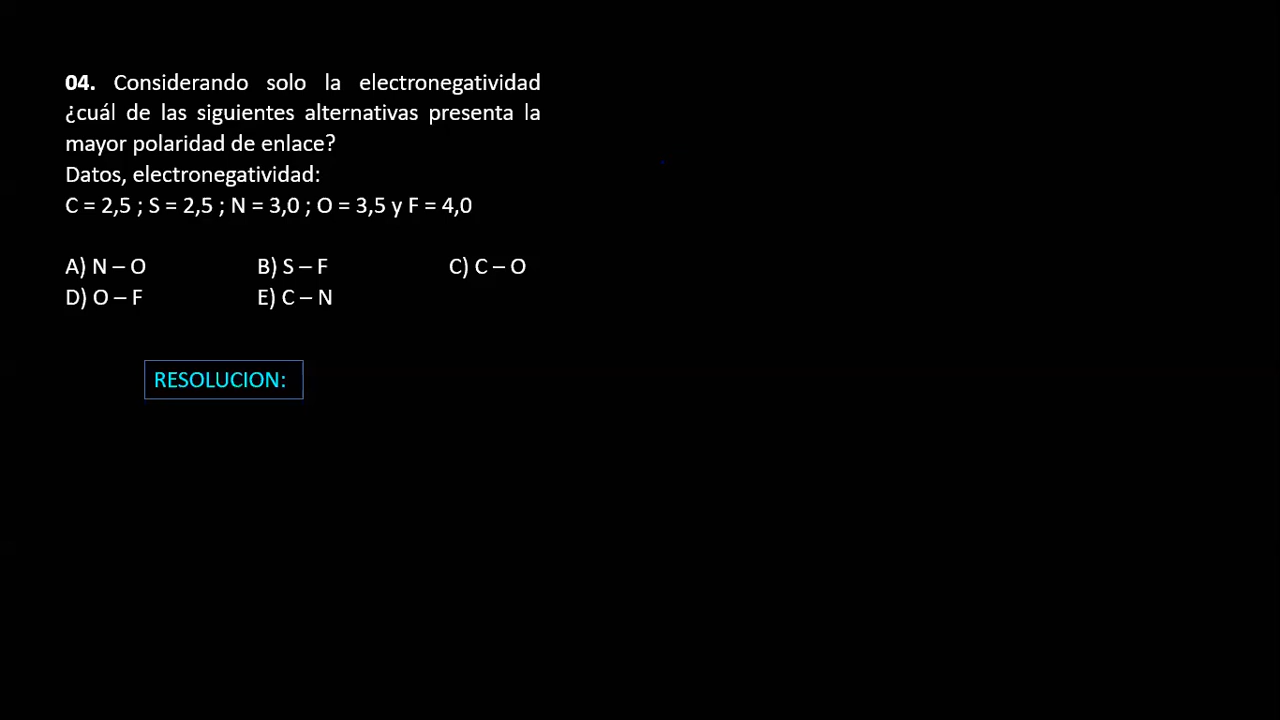 04. Considerando solo la electronegatividad
¿cuál de las siguientes alternativas presenta la
mayor polaridad de enlace?
Datos, electronegatividad:
C = 2,5 ; S = 2,5 ; N = 3,0 ; O = 3,5 y F = 4,0
A) N – O B) S – F C) C – O
D) O – F E) C – N
RESOLUCION: